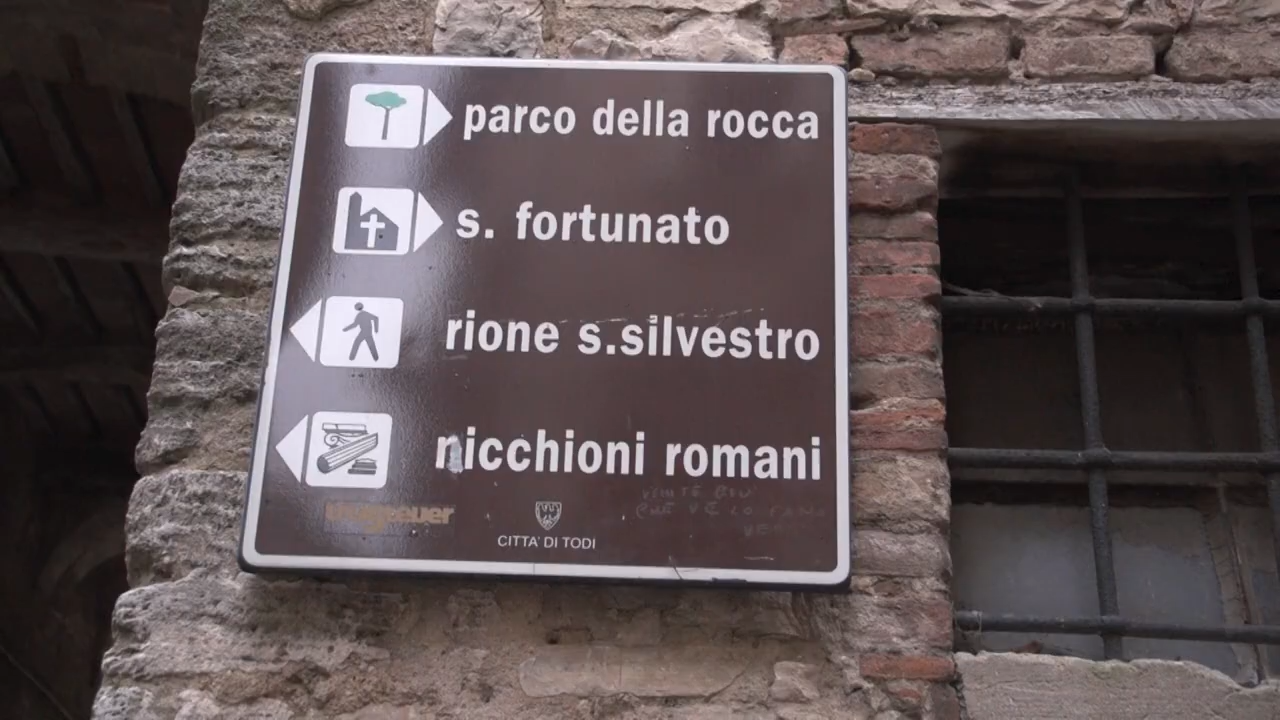 parco della rocca
s. fortunato
rione s.silvestro
nicchioni romani
CITTA' DI TODI